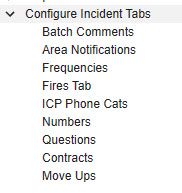 Configure Incident Tabs
Batch Comments
Area Notifications
Frequencies
Fires Tab
ICP Phone Cats
Numbers
Questions
Contracts
Move Ups